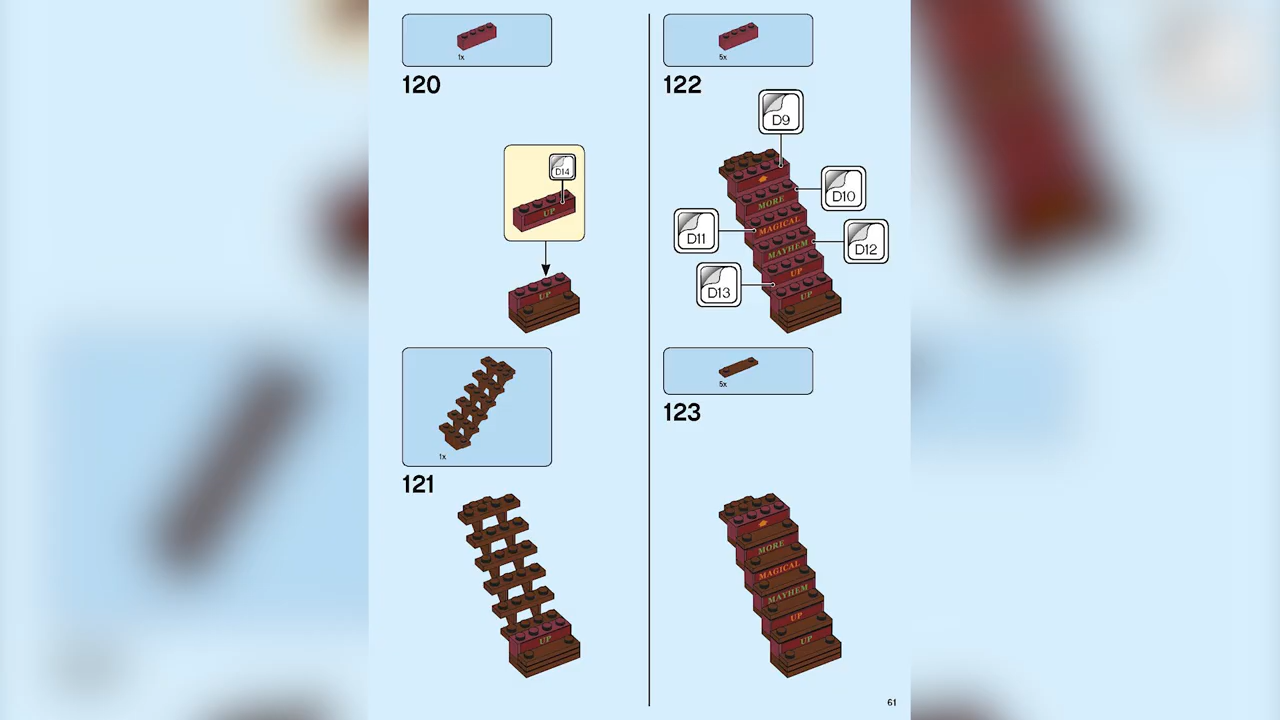 1x
120
D14
UP
UP
1x
121
UP
5x
122
D9
D10
MORE
D11
MAGICAL
D12
MAYHEM
UP
D13
UP
5x
123
MORE
MAGICAL
MAYHEM
UP
UP
61